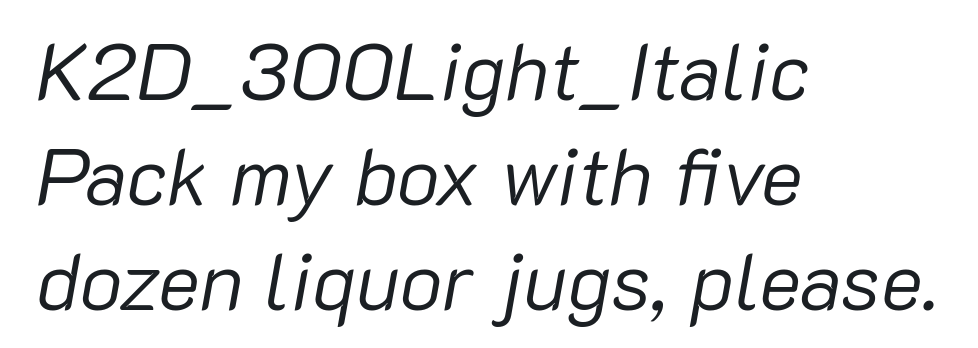 K2D_300Light_Italic
Pack my box with five
dozen liquor jugs, please.